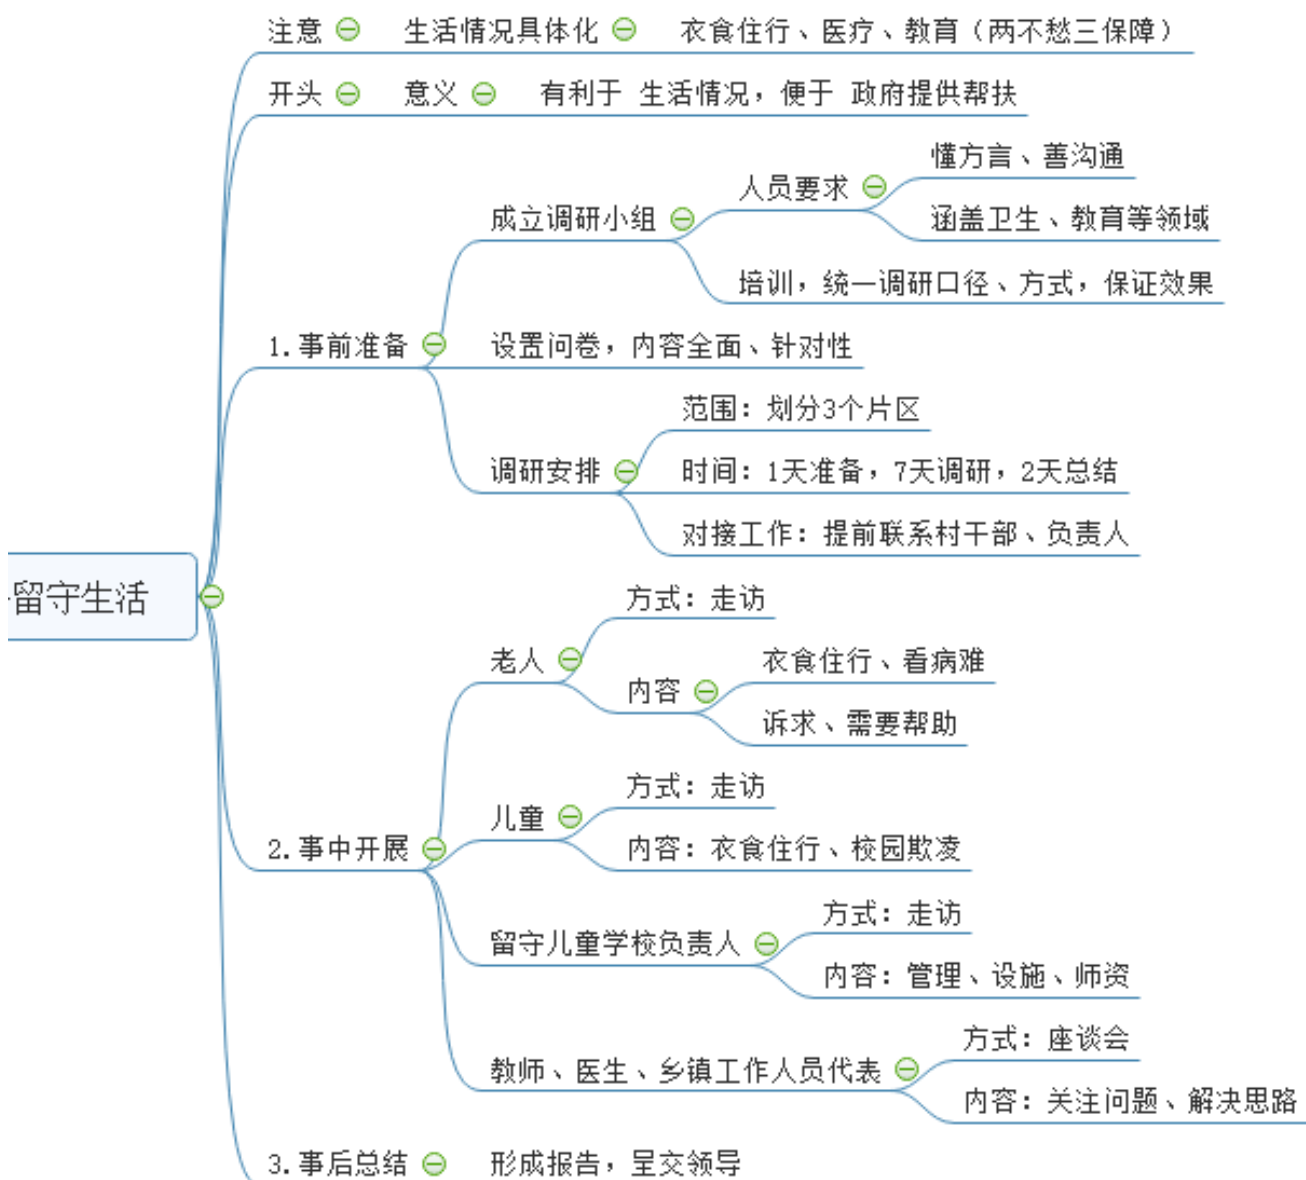 注意 生活情况具体化 衣食住行、医疗、教育（两不愁三保障）
开头 意义 有利于 生活情况，便于 政府提供帮扶
懂方言、善沟通
人员要求
涵盖卫生、教育等领域
成立调研小组
培训，统一调研口径、方式，保证效果
1.事前准备
设置问卷，内容全面、针对性
范围：划分3个片区
调研安排
时间：1天准备，7天调研，2天总结
对接工作：提前联系村干部、负责人
留守生活
方式：走访
老人
衣食住行、看病难
内容
诉求、需要帮助
方式：走访
儿童
内容：衣食住行、校园欺凌
2.事中开展
方式：走访
留守儿童学校负责人
内容：管理、设施、师资
方式：座谈会
教师、医生、乡镇工作人员代表
内容：关注问题、解决思路
3.事后总结 形成报告，呈交领导